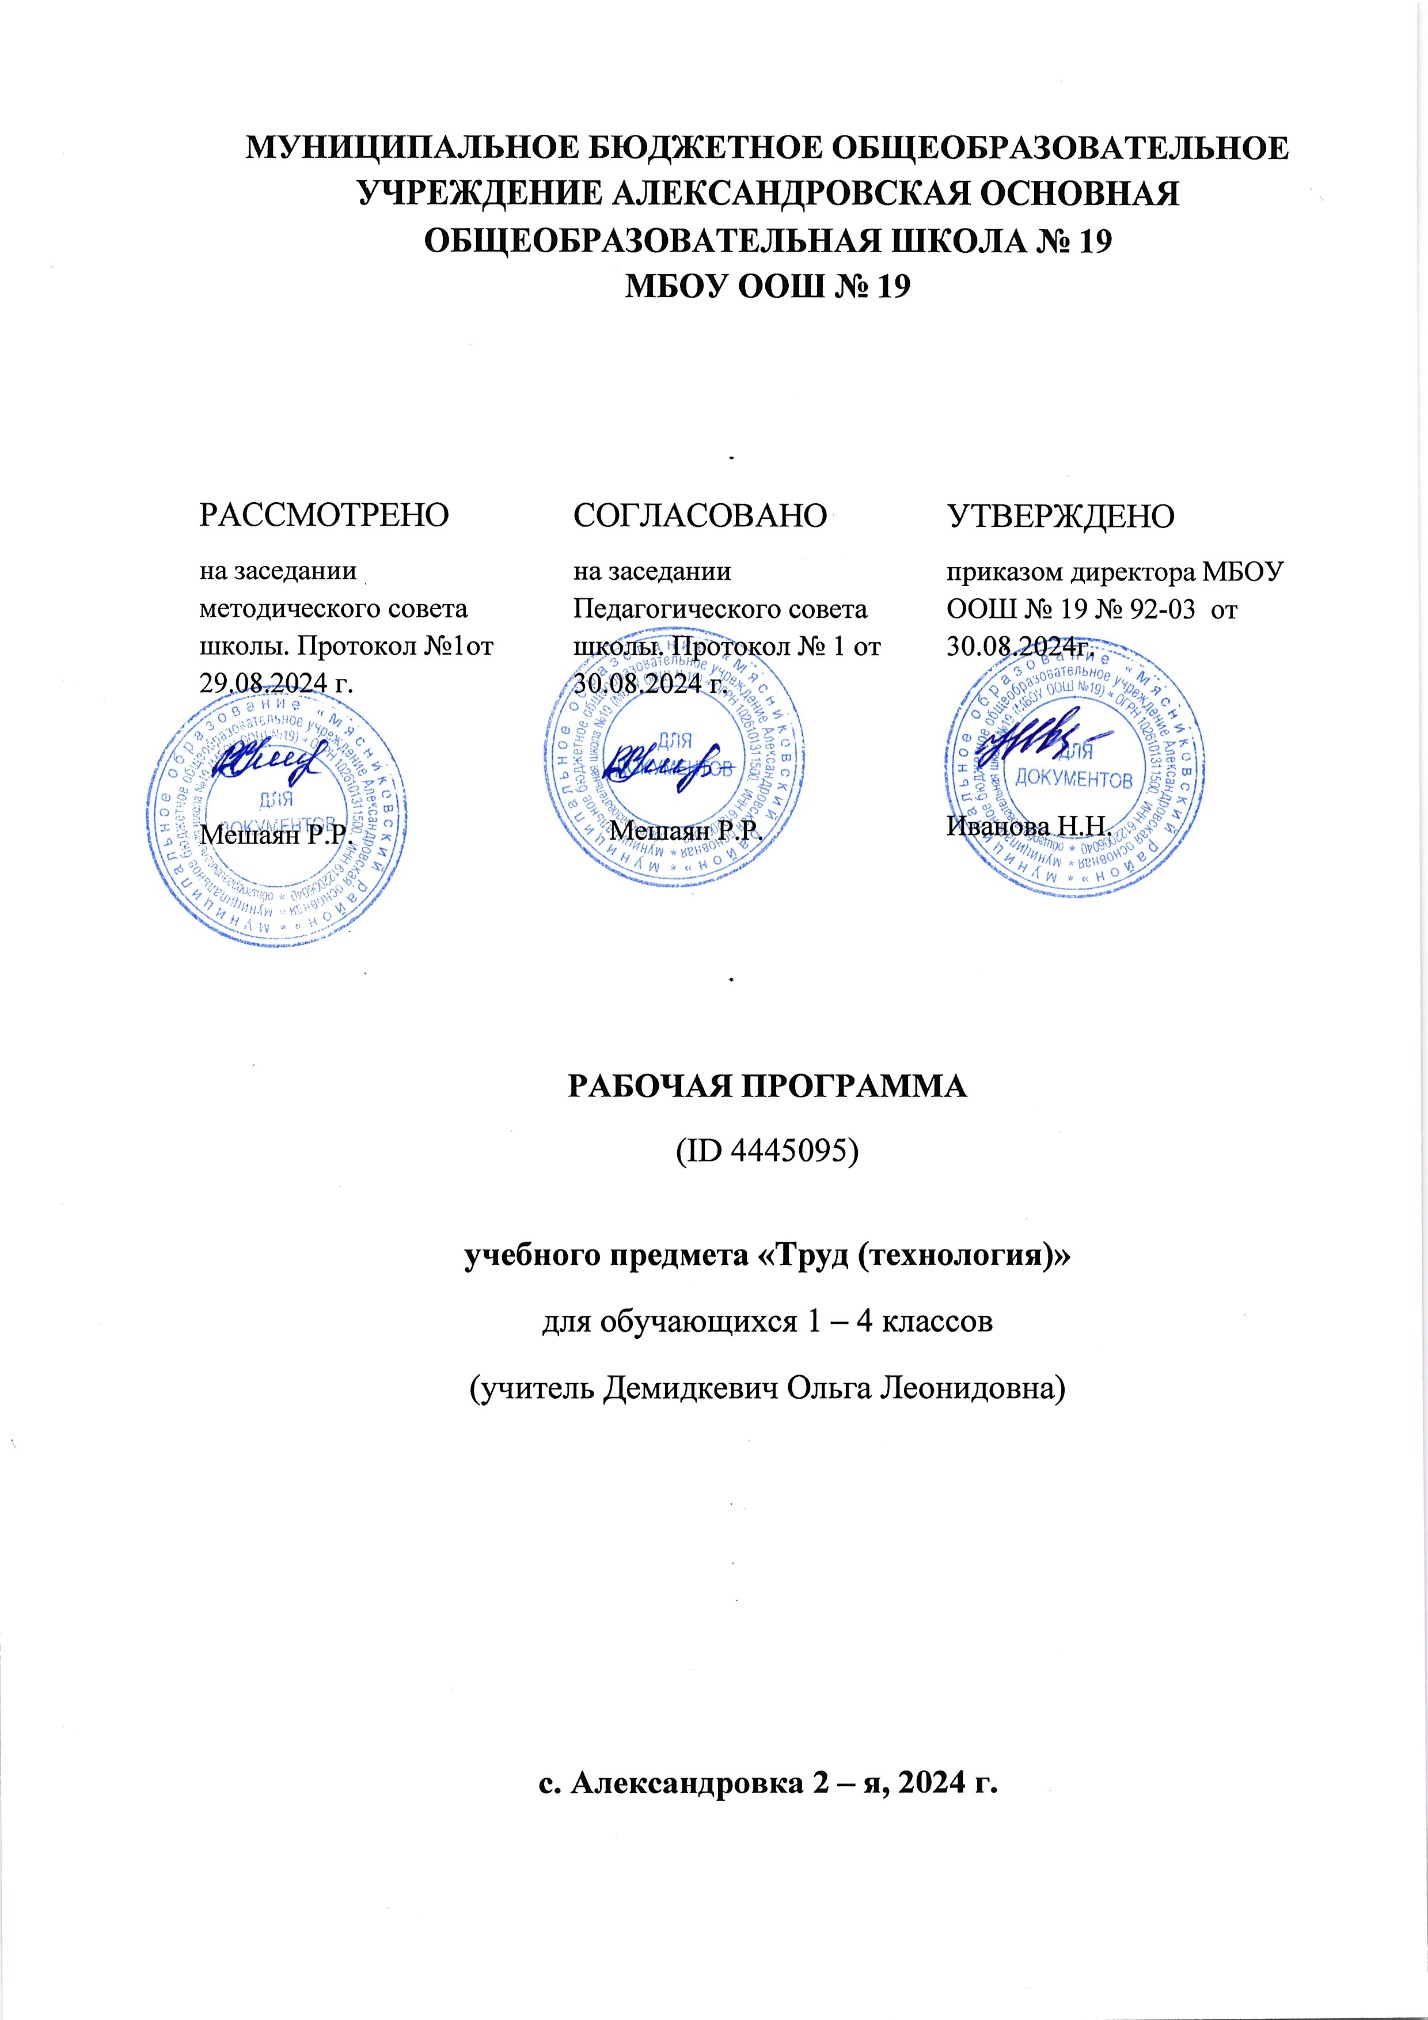 МУНИЦИПАЛЬНОЕ БЮДЖЕТНОЕ ОБЩЕОБРАЗОВАТЕЛЬНОЕ
УЧРЕЖДЕНИЕ АЛЕКСАНДРОВСКАЯ ОСНОВНАЯ
ОБЩЕОБРАЗОВАТЕЛЬНАЯ ШКОЛА № 19
МБОУ ООШ № 19
РАССМОТРЕНО
на заседании
методического совета
школы. Протокол №1от
29.08.2024 г.
Мешаян Р.Р.
СОГЛАСОВАНО
на заседании
Педагогического совета
школы. Протокол № 1 от
30.08.2024 г.
Мешаян Р.Р.
УТВЕРЖДЕНО
приказом директора МБОУ
ООШ № 19 № 92-03 от
30.08.2024г.
Иванова Н.Н.
ДЛЯ
ДОКУМЕНТОВ
ДЛЯ
ДОКУМЕНТОВ
ДЛЯ
ДОКУМЕНТОВ
РАБОЧАЯ ПРОГРАММА
(ID 4445095)
учебного предмета «Труд (технология)»
для обучающихся 1 – 4 классов
(учитель Демидкевич Ольга Леонидовна)
с. Александровка 2 – я, 2024 г.